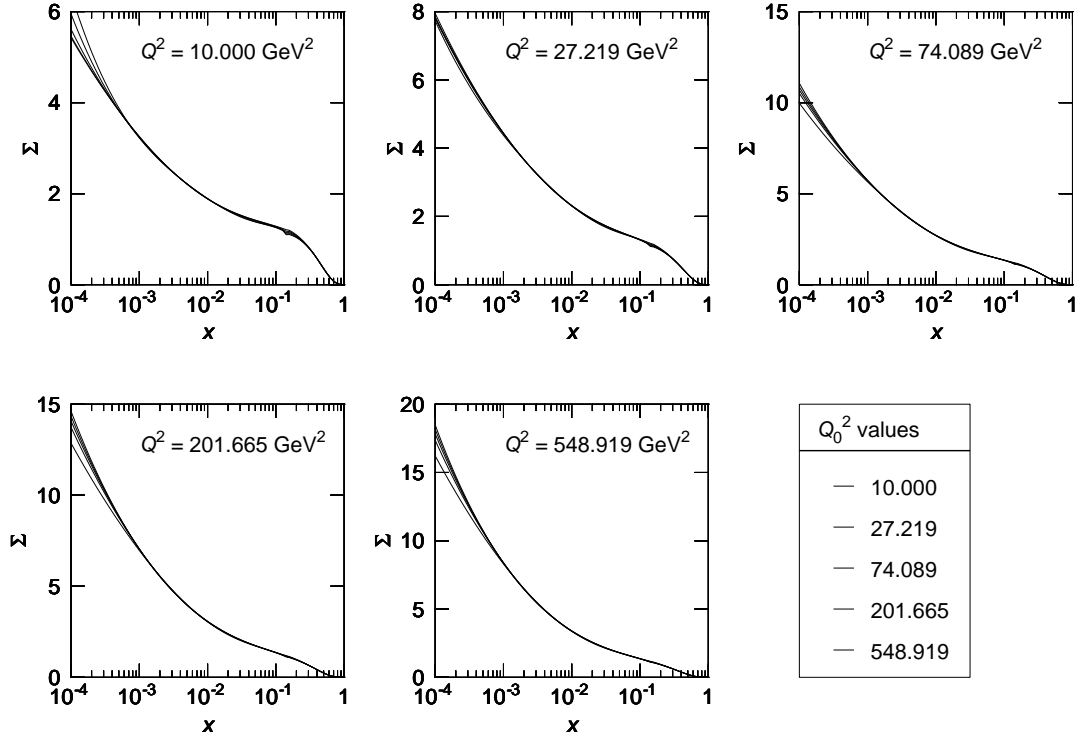 6
4
2
0
Σ
Q² = 10.000 GeV²
10⁻⁴ 10⁻³ 10⁻² 10⁻¹ 1
x
8
6
4
2
0
Σ
Q² = 27.219 GeV²
10⁻⁴ 10⁻³ 10⁻² 10⁻¹ 1
x
15
10
5
0
Σ
Q² = 74.089 GeV²
10⁻⁴ 10⁻³ 10⁻² 10⁻¹ 1
x
15
10
5
0
Σ
Q² = 201.665 GeV²
10⁻⁴ 10⁻³ 10⁻² 10⁻¹ 1
x
20
15
10
5
0
Σ
Q² = 548.919 GeV²
10⁻⁴ 10⁻³ 10⁻² 10⁻¹ 1
x
Q₀² values
10.000
27.219
74.089
201.665
548.919